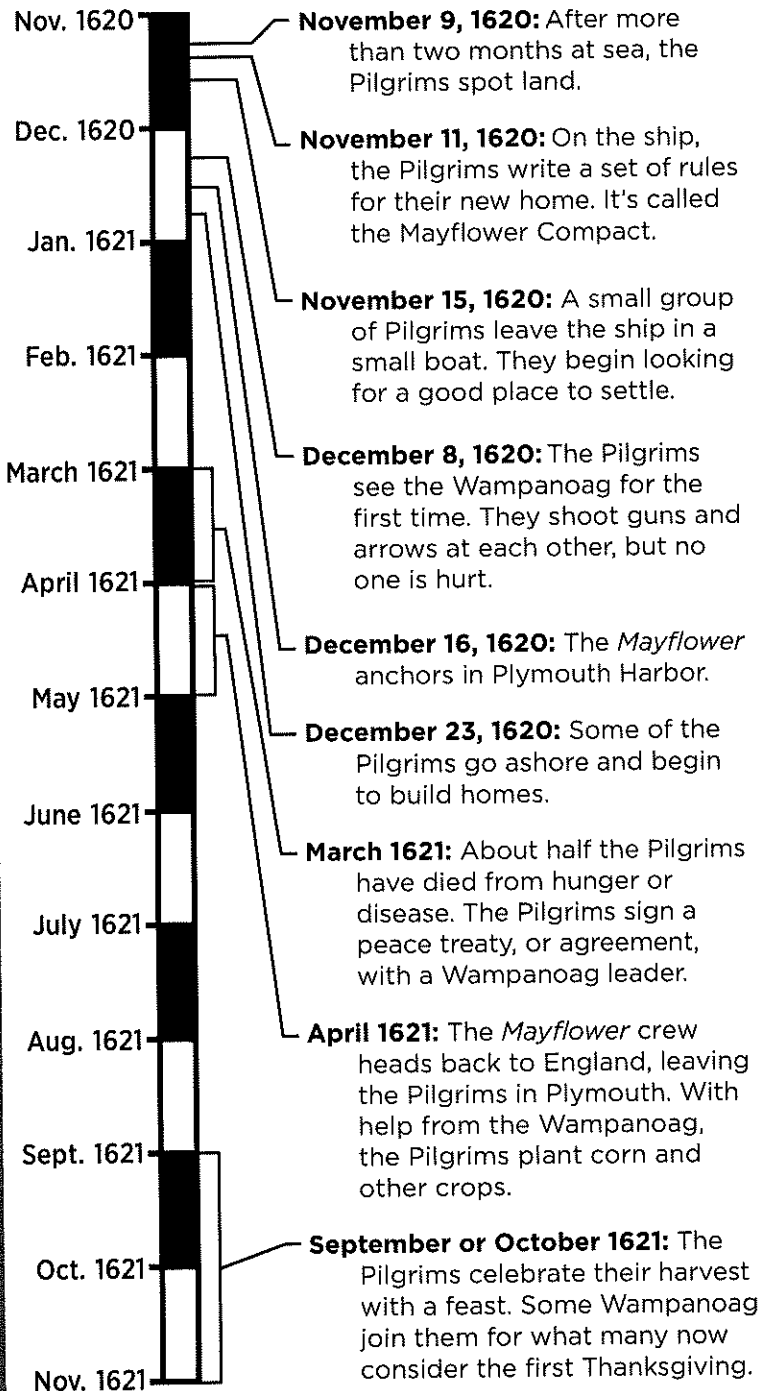 Nov. 1620
Dec. 1620
Jan. 1621
Feb. 1621
March 1621
April 1621
May 1621
June 1621
July 1621
Aug. 1621
Sept. 1621
Oct. 1621
Nov. 1621
November 9, 1620: After more
than two months at sea, the
Pilgrims spot land.
November 11, 1620: On the ship,
the Pilgrims write a set of rules
for their new home. It's called
the Mayflower Compact.
November 15, 1620: A small group
of Pilgrims leave the ship in a
small boat. They begin looking
for a good place to settle.
December 8, 1620: The Pilgrims
see the Wampanoag for the
first time. They shoot guns and
arrows at each other, but no
one is hurt.
December 16, 1620: The Mayflower
anchors in Plymouth Harbor.
December 23, 1620: Some of the
Pilgrims go ashore and begin
to build homes.
March 1621: About half the Pilgrims
have died from hunger or
disease. The Pilgrims sign a
peace treaty, or agreement,
with a Wampanoag leader.
April 1621: The Mayflower crew
heads back to England, leaving
the Pilgrims in Plymouth. With
help from the Wampanoag,
the Pilgrims plant corn and
other crops.
September or October 1621: The
Pilgrims celebrate their harvest
with a feast. Some Wampanoag
join them for what many now
consider the first Thanksgiving.